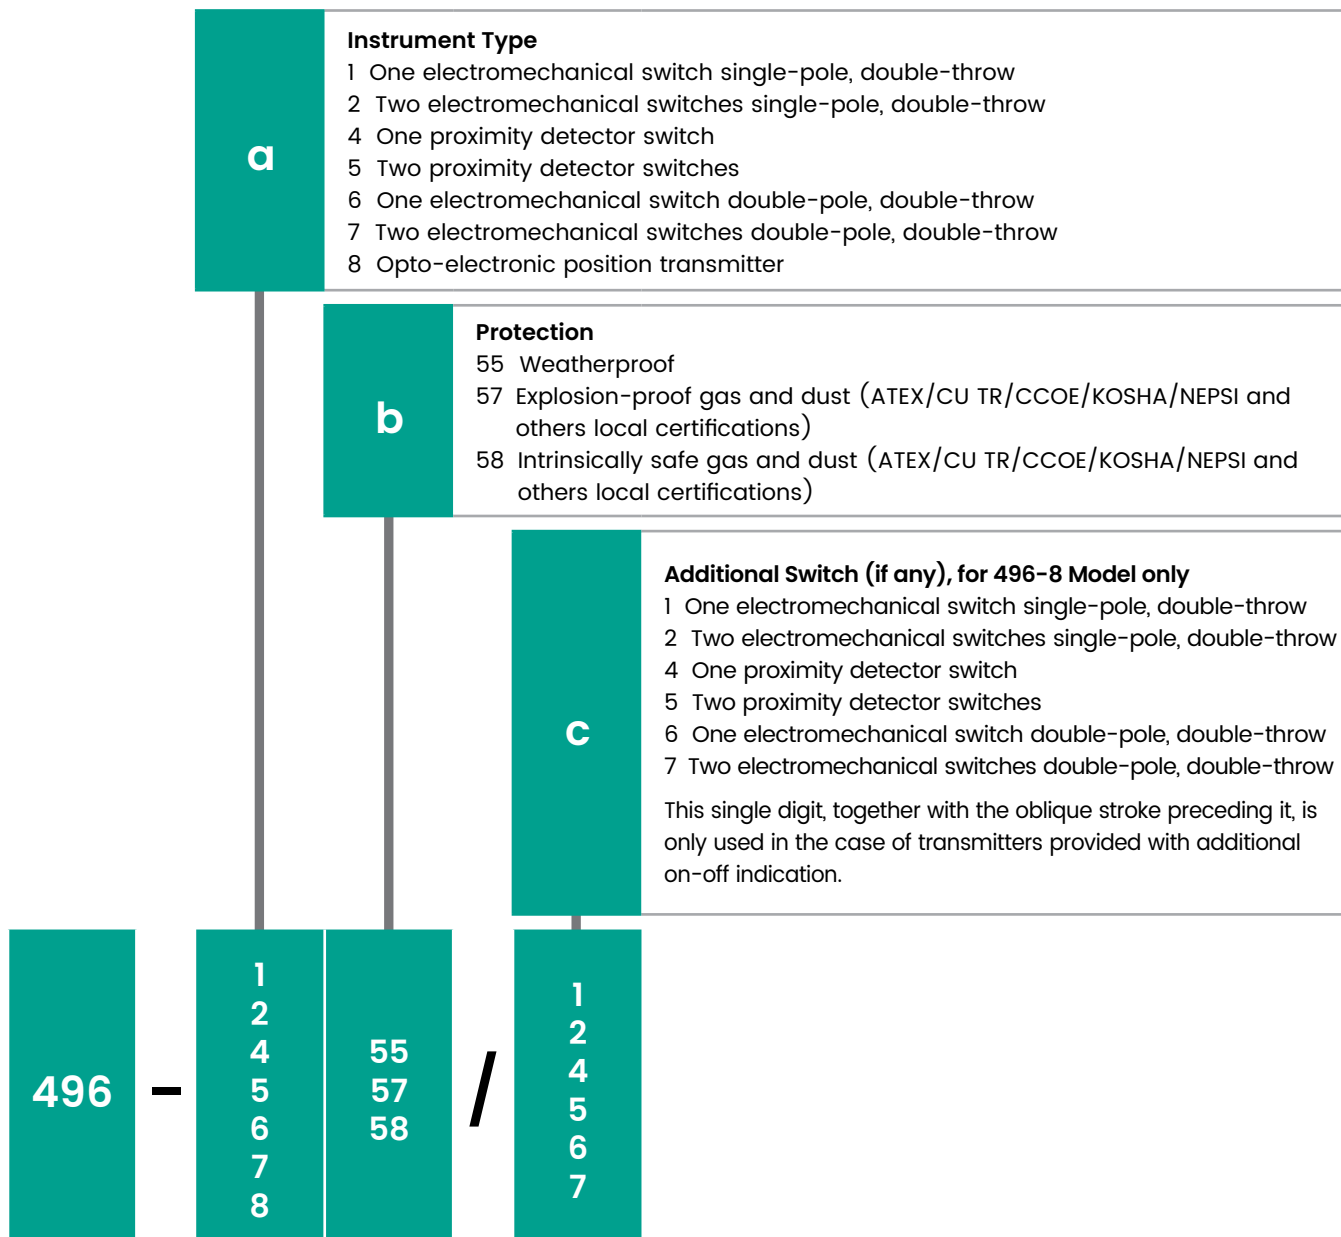 a
Instrument Type
1 One electromechanical switch single-pole, double-throw
2 Two electromechanical switches single-pole, double-throw
4 One proximity detector switch
5 Two proximity detector switches
6 One electromechanical switch double-pole, double-throw
7 Two electromechanical switches double-pole, double-throw
8 Opto-electronic position transmitter
b
Protection
55 Weatherproof
57 Explosion-proof gas and dust (ATEX/CU TR/CCOE/KOSHA/NEPSI and
others local certifications)
58 Intrinsically safe gas and dust (ATEX/CU TR/CCOE/KOSHA/NEPSI and
others local certifications)
c
Additional Switch (if any), for 496-8 Model only
1 One electromechanical switch single-pole, double-throw
2 Two electromechanical switches single-pole, double-throw
4 One proximity detector switch
5 Two proximity detector switches
6 One electromechanical switch double-pole, double-throw
7 Two electromechanical switches double-pole, double-throw
This single digit, together with the oblique stroke preceding it, is
only used in the case of transmitters provided with additional
on-off indication.
496
-
1
2
4
5
6
7
8
55
57
58
/
1
2
4
5
6
7